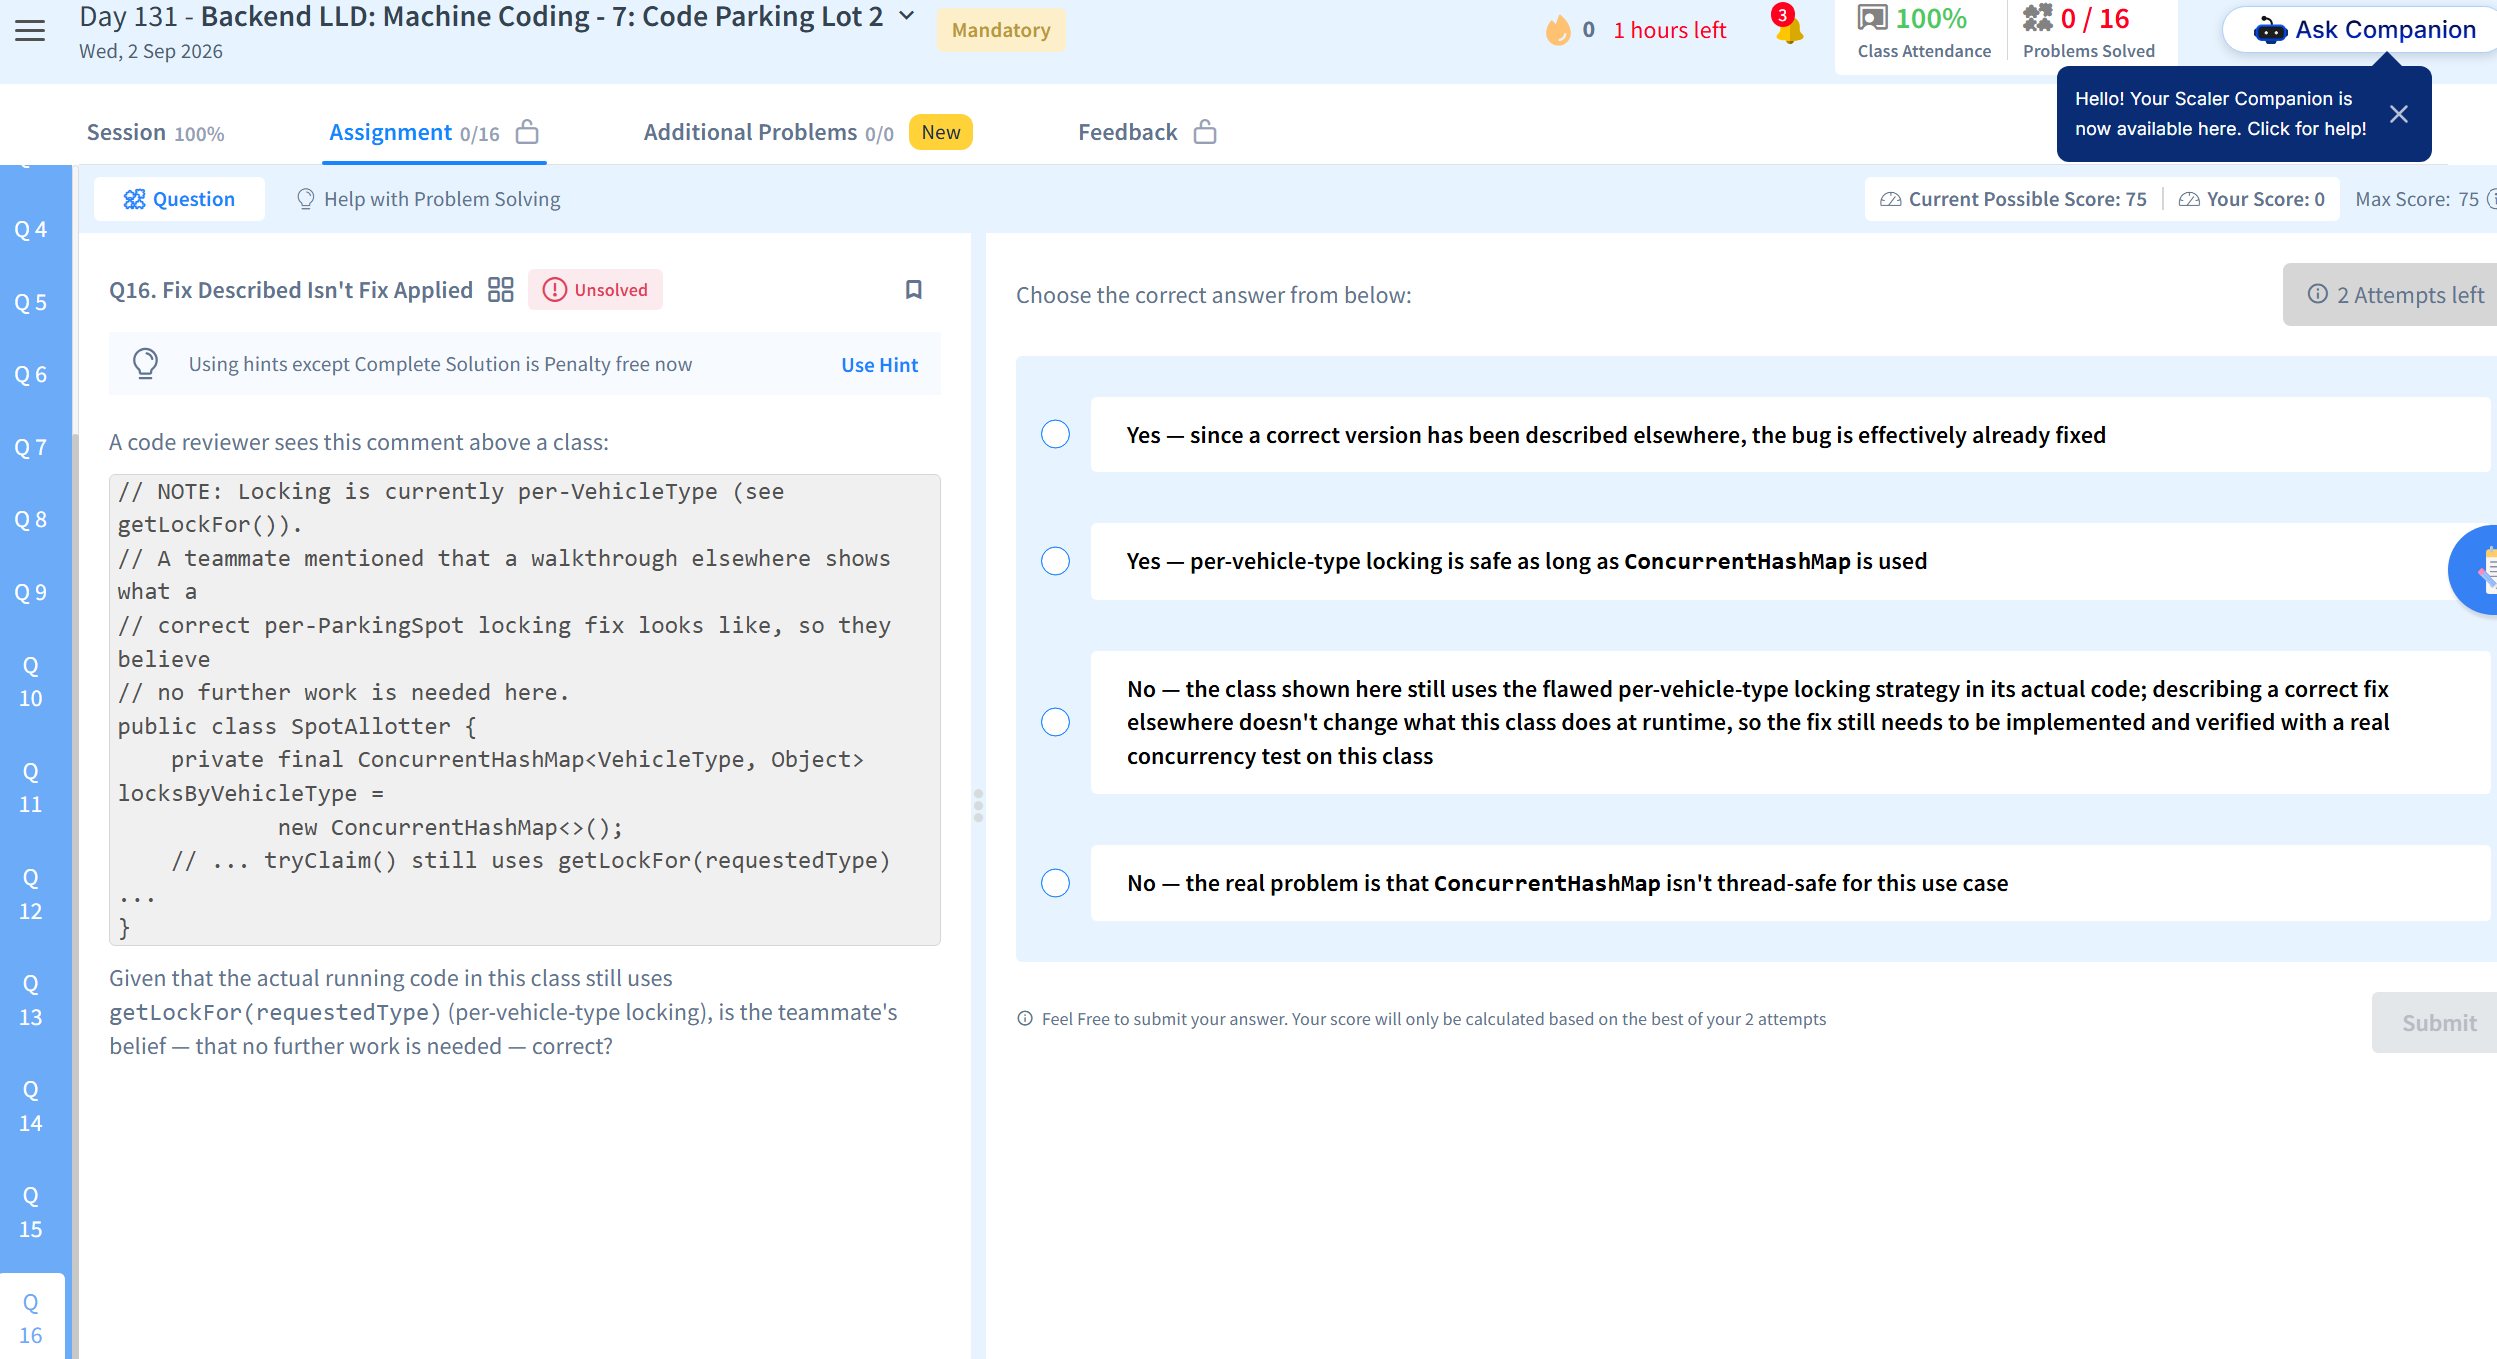 Day 131 - Backend LLD: Machine Coding - 7: Code Parking Lot 2
Mandatory
Wed, 2 Sep 2026
0
1 hours left
3
100%
Class Attendance
0 / 16
Problems Solved
Ask Companion
Hello! Your Scaler Companion is
now available here. Click for help!
Session 100%
Assignment 0/16
Additional Problems 0/0
New
Feedback
Question
Help with Problem Solving
Current Possible Score: 75
Your Score: 0
Max Score: 75
Q 4
Q 5
Q 6
Q 7
Q 8
Q 9
Q
10
Q
11
Q
12
Q
13
Q
14
Q
15
Q
16
Q16. Fix Described Isn't Fix Applied
Unsolved
Using hints except Complete Solution is Penalty free now
Use Hint
A code reviewer sees this comment above a class:
// NOTE: Locking is currently per-VehicleType (see
getLockFor()).
// A teammate mentioned that a walkthrough elsewhere shows
what a
// correct per-ParkingSpot locking fix looks like, so they
believe
// no further work is needed here.
public class SpotAllotter {
    private final ConcurrentHashMap<VehicleType, Object>
locksByVehicleType =
            new ConcurrentHashMap<>();
    // ... tryClaim() still uses getLockFor(requestedType)
...
}
Given that the actual running code in this class still uses
getLockFor(requestedType) (per-vehicle-type locking), is the teammate's
belief — that no further work is needed — correct?
Choose the correct answer from below:
2 Attempts left
Yes — since a correct version has been described elsewhere, the bug is effectively already fixed
Yes — per-vehicle-type locking is safe as long as ConcurrentHashMap is used
No — the class shown here still uses the flawed per-vehicle-type locking strategy in its actual code; describing a correct fix
elsewhere doesn't change what this class does at runtime, so the fix still needs to be implemented and verified with a real
concurrency test on this class
No — the real problem is that ConcurrentHashMap isn't thread-safe for this use case
Feel Free to submit your answer. Your score will only be calculated based on the best of your 2 attempts
Submit